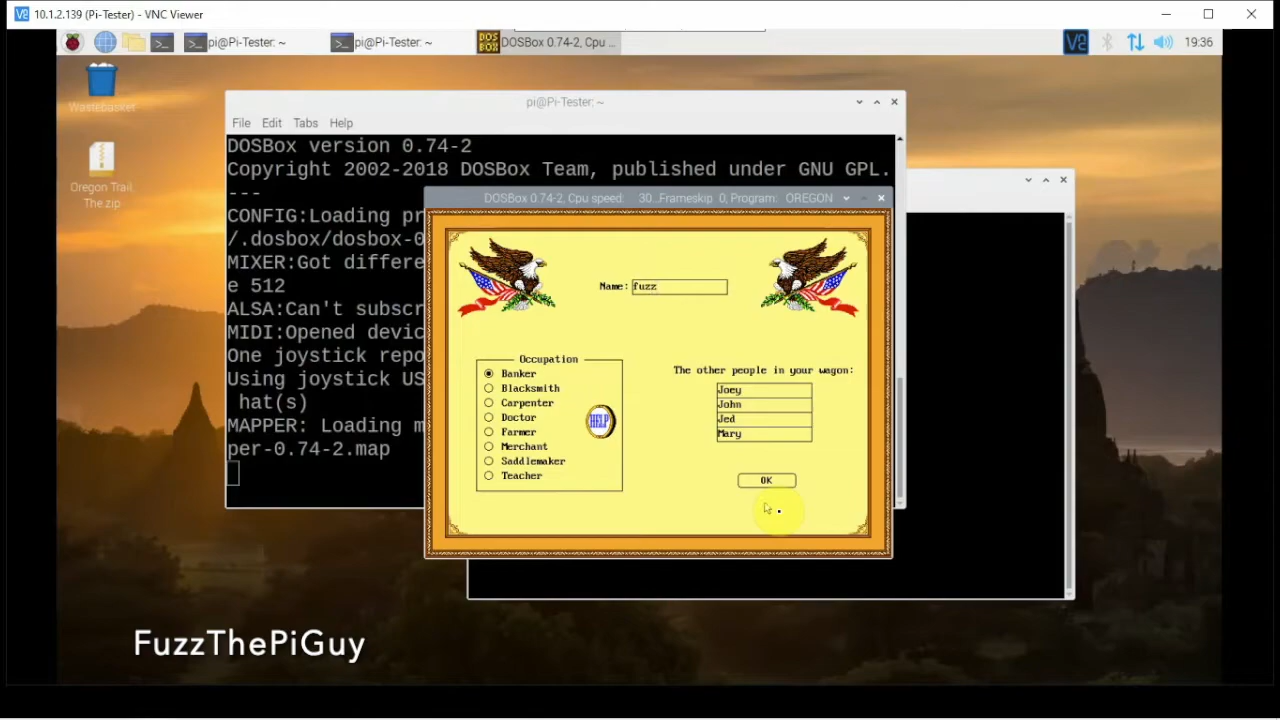 10.1.2.139 (Pi-Tester) - VNC Viewer
pi@Pi-Tester: ~
pi@Pi-Tester: ~
DOS BOX
DOSBox 0.74-2, Cpu ...
19:36
Wastebasket
Oregon Trail,
The.zip
pi@Pi-Tester: ~
File Edit Tabs Help
DOSBox version 0.74-2
Copyright 2002-2018 DOSBox Team, published under GNU GPL.
---
CONFIG:Loading pr
/.dosbox/dosbox-0
MIXER:Got differe
e 512
ALSA:Can't subscr
MIDI:Opened devic
One joystick repo
Using joystick US
hat(s)
MAPPER: Loading m
per-0.74-2.map
DOSBox 0.74-2, Cpu speed: 30..Frameskip 0, Program: OREGON
Name: fuzz
Occupation
Banker
Blacksmith
Carpenter
Doctor
Farmer
Merchant
Saddlemaker
Teacher
HELP
The other people in your wagon:
Joey
John
Jed
Mary
OK
FuzzThePiGuy